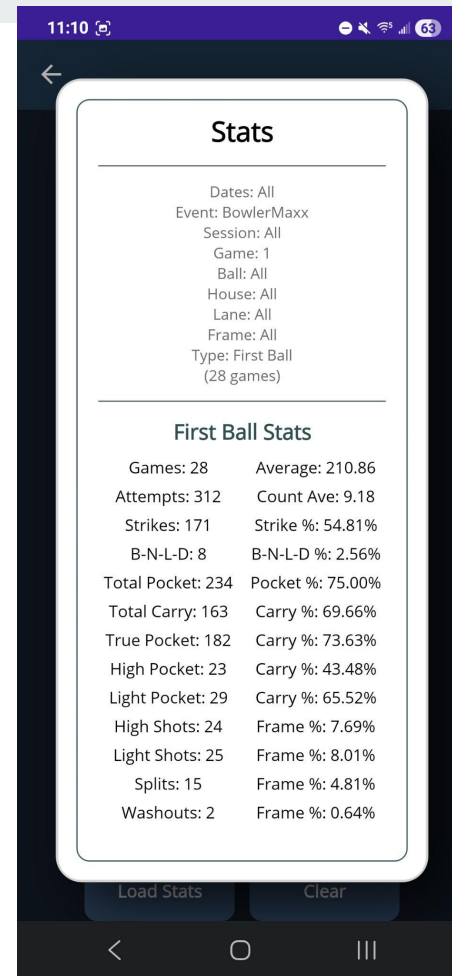 11:10
63
Stats
Dates: All
Event: BowlerMaxx
Session: All
Game: 1
Ball: All
House: All
Lane: All
Frame: All
Type: First Ball
(28 games)
First Ball Stats
Games: 28 Average: 210.86
Attempts: 312 Count Ave: 9.18
Strikes: 171 Strike %: 54.81%
B-N-L-D: 8 B-N-L-D %: 2.56%
Total Pocket: 234 Pocket %: 75.00%
Total Carry: 163 Carry %: 69.66%
True Pocket: 182 Carry %: 73.63%
High Pocket: 23 Carry %: 43.48%
Light Pocket: 29 Carry %: 65.52%
High Shots: 24 Frame %: 7.69%
Light Shots: 25 Frame %: 8.01%
Splits: 15 Frame %: 4.81%
Washouts: 2 Frame %: 0.64%
Load Stats Clear